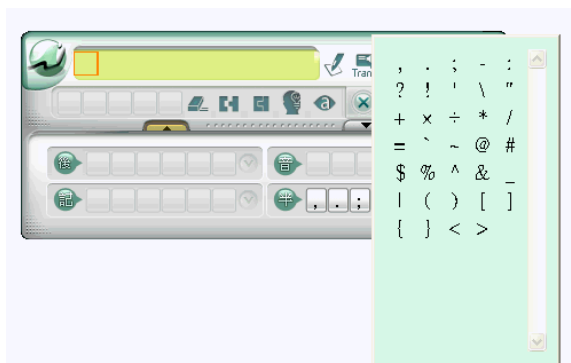 Tran
後
音
記
半 , . ;
, . ; - :
? ! ' \ "
+ × ÷ * /
= ` ~ @ #
$ % ^ & _
| ( ) [ ]
{ } < >